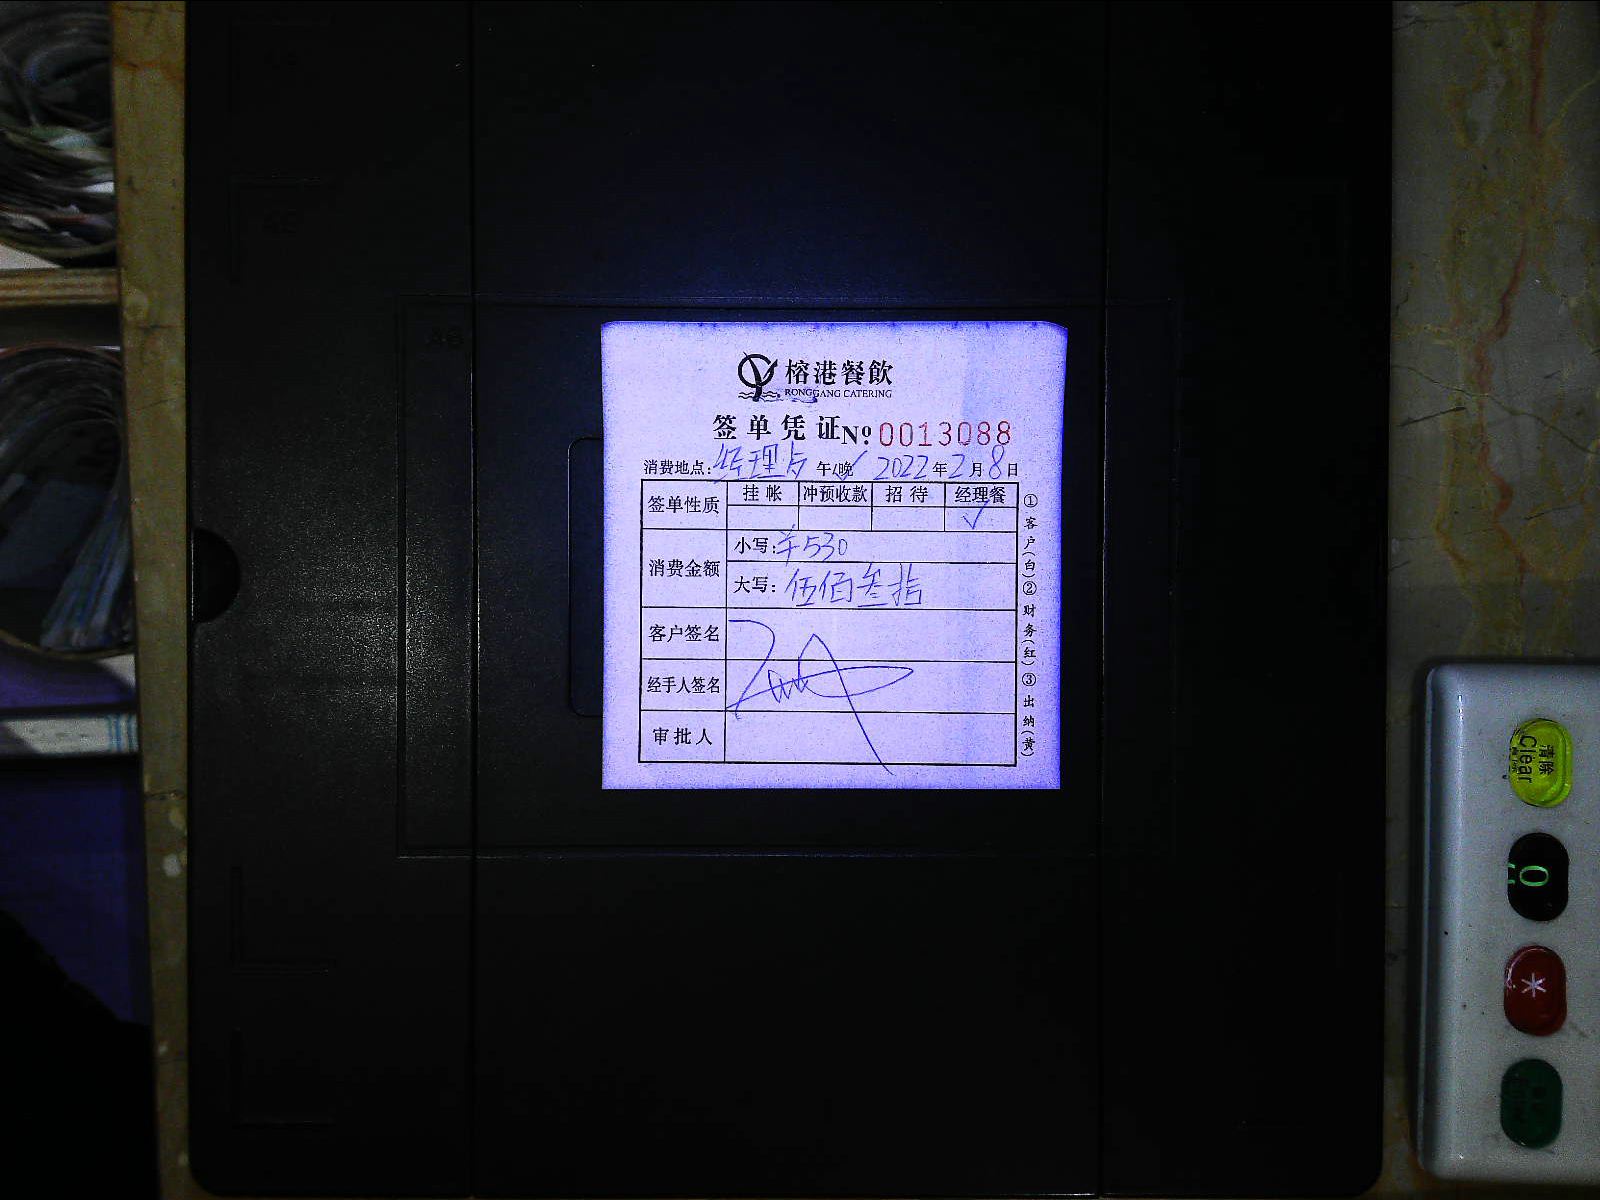 榕港餐飲
RONGGANG CATERING
签单凭证 No 0013088
消费地点: 经理 午/晚✓ 2022年2月8日
签单性质 挂帐 冲预收款 招待 经理餐
✓
消费金额
小写: ¥530
大写: 伍佰叁拾
客户签名
经手人签名
审批人
①客户(白)②财务(红)③出纳(黄)
清除
Clear
0
*